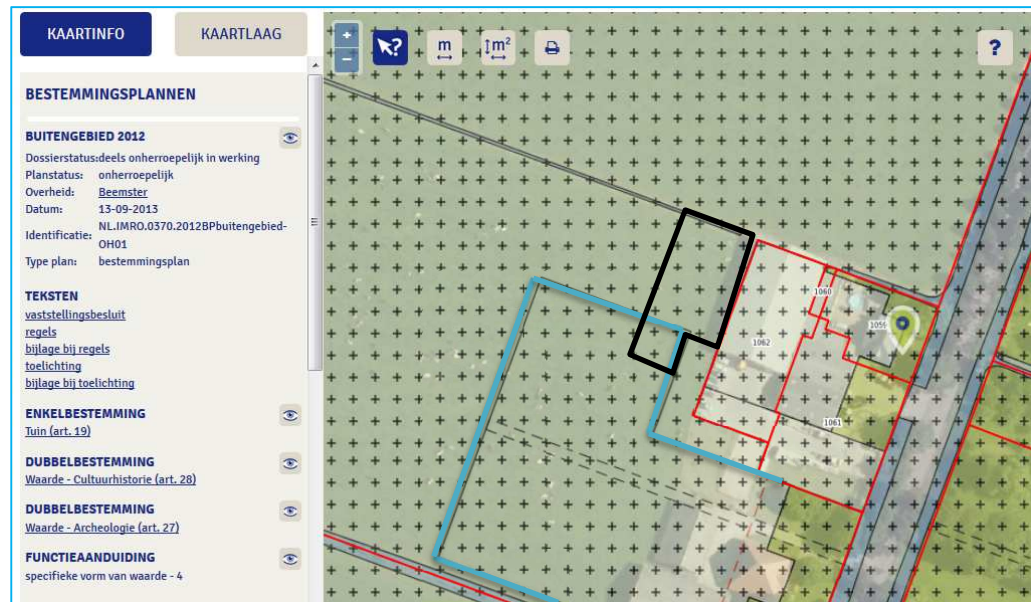 KAARTINFO
KAARTLAAG
BESTEMMINGSPLANNEN
BUITENGEBIED 2012
Dossierstatus:deels onherroepelijk in werking
Planstatus: onherroepelijk
Overheid: Beemster
Datum: 13-09-2013
Identificatie: NL.IMRO.0370.2012BPbuitengebied-
OH01
Type plan: bestemmingsplan
TEKSTEN
vaststellingsbesluit
regels
bijlage bij regels
toelichting
bijlage bij toelichting
ENKELBESTEMMING
Tuin (art. 19)
DUBBELBESTEMMING
Waarde - Cultuurhistorie (art. 28)
DUBBELBESTEMMING
Waarde - Archeologie (art. 27)
FUNCTIEAANDUIDING
specifieke vorm van waarde - 4
+
−
?
m
m²
?
1060
1059
1062
1061